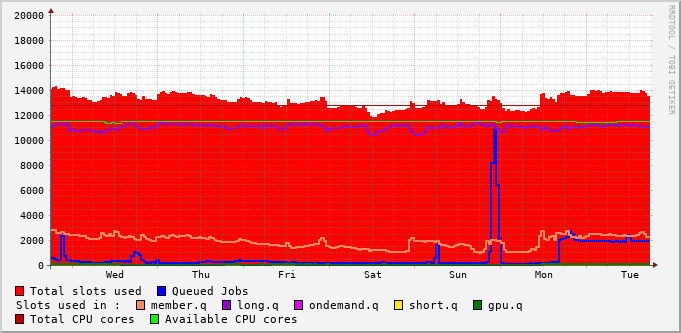 RRDTOOL / TOBI OETIKER
20000
18000
16000
14000
12000
10000
8000
6000
4000
2000
0
Wed Thu Fri Sat Sun Mon Tue
Total slots used Queued Jobs
Slots used in : member.q long.q ondemand.q short.q gpu.q
Total CPU cores Available CPU cores